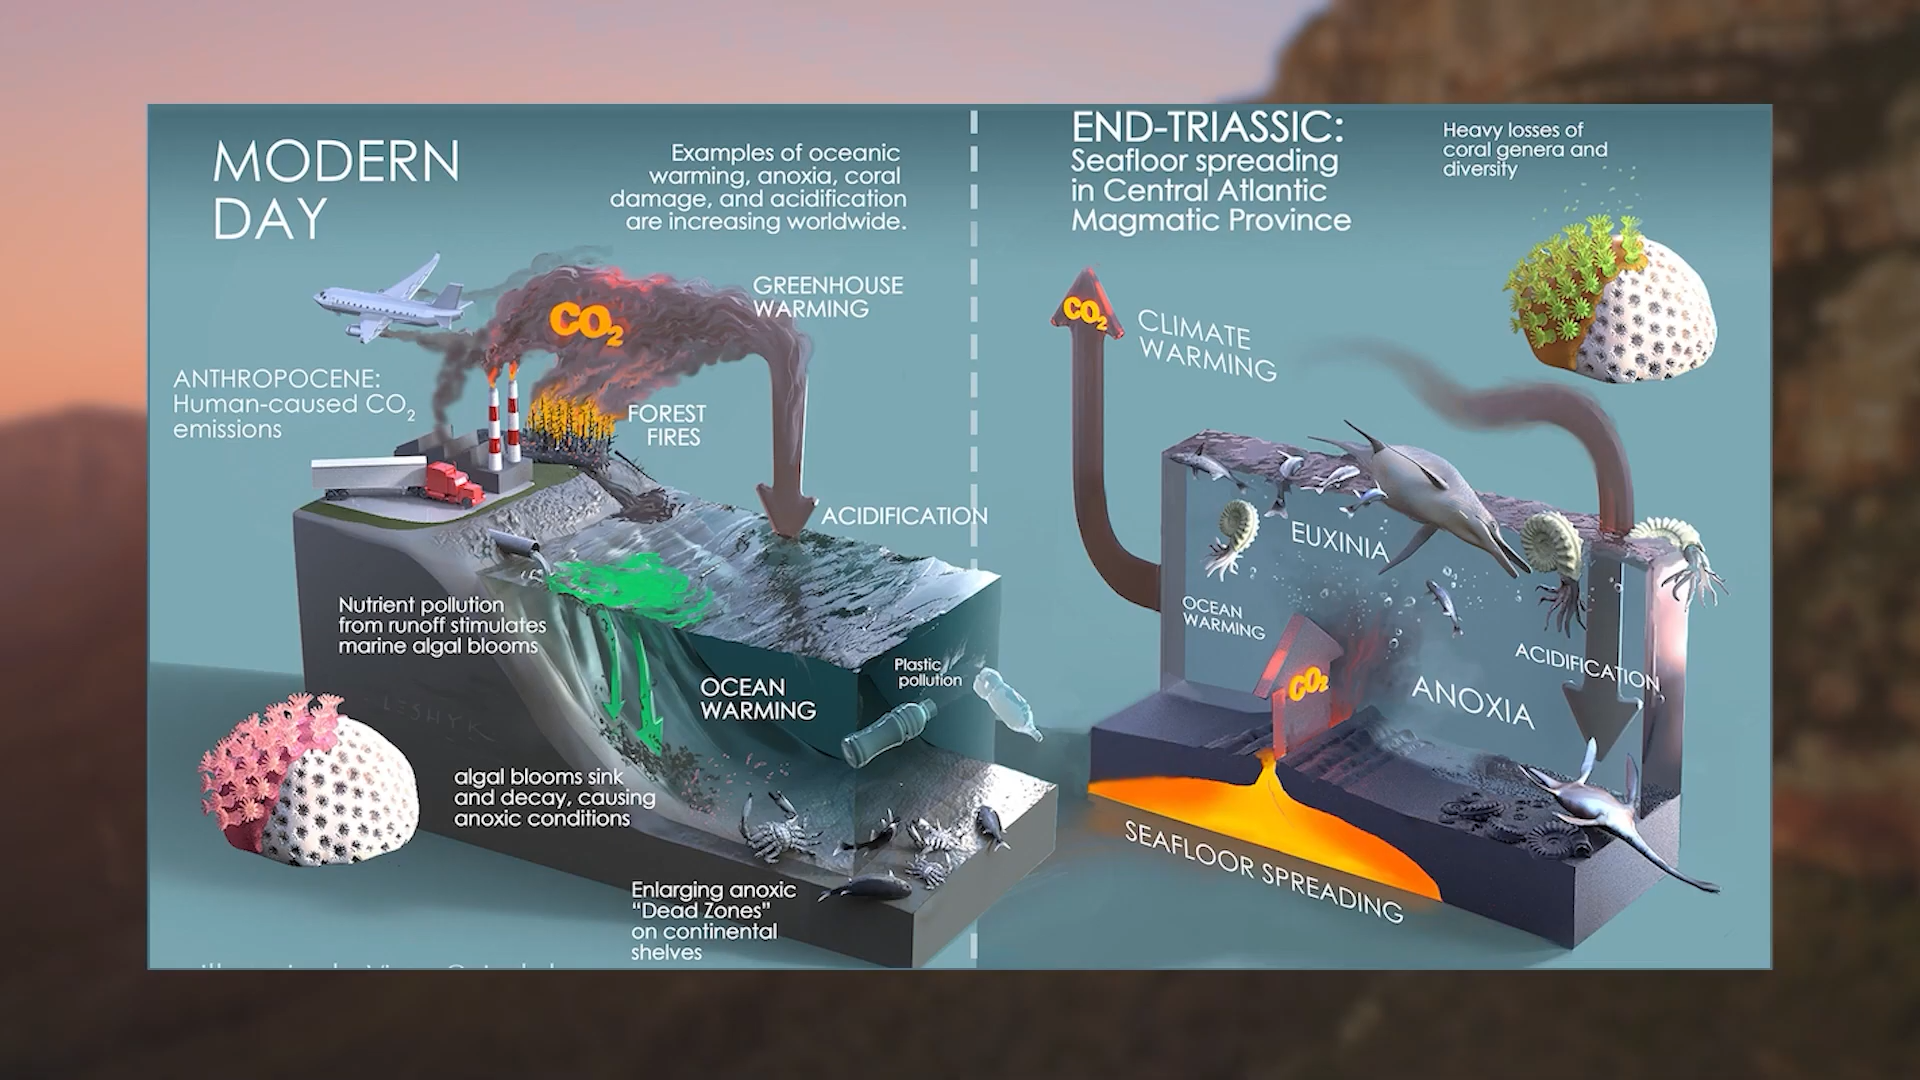 MODERN
DAY
Examples of oceanic
warming, anoxia, coral
damage, and acidification
are increasing worldwide.
GREENHOUSE
WARMING
CO2
ANTHROPOCENE:
Human-caused CO2
emissions
FOREST
FIRES
ACIDIFICATION
Nutrient pollution
from runoff stimulates
marine algal blooms
Plastic
pollution
OCEAN
WARMING
LESHYK
algal blooms sink
and decay, causing
anoxic conditions
Enlarging anoxic
“Dead Zones”
on continental
shelves
END-TRIASSIC:
Seafloor spreading
in Central Atlantic
Magmatic Province
Heavy losses of
coral genera and
diversity
CO2
CLIMATE
WARMING
EUXINIA
OCEAN
WARMING
ACIDIFICATION
CO2
ANOXIA
SEAFLOOR SPREADING